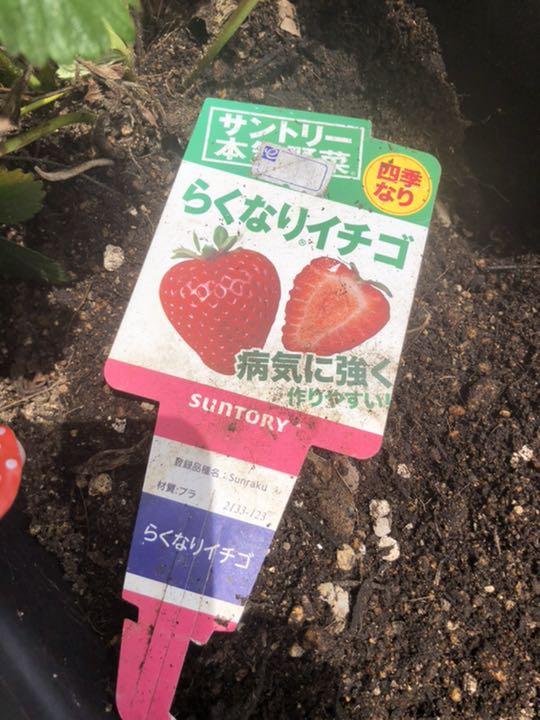 サントリー
本気野菜
四季
なり
らくなりイチゴ
®
病気に強く
作りやすい!
SUNTORY
登録品種名:Sunraku
材質:プラ
2133-123
らくなりイチゴ